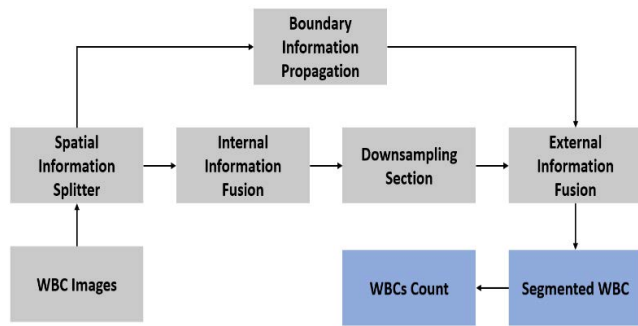 Boundary
Information
Propagation
Spatial
Information
Splitter
Internal
Information
Fusion
Downsampling
Section
External
Information
Fusion
WBC Images
WBCs Count
Segmented WBC